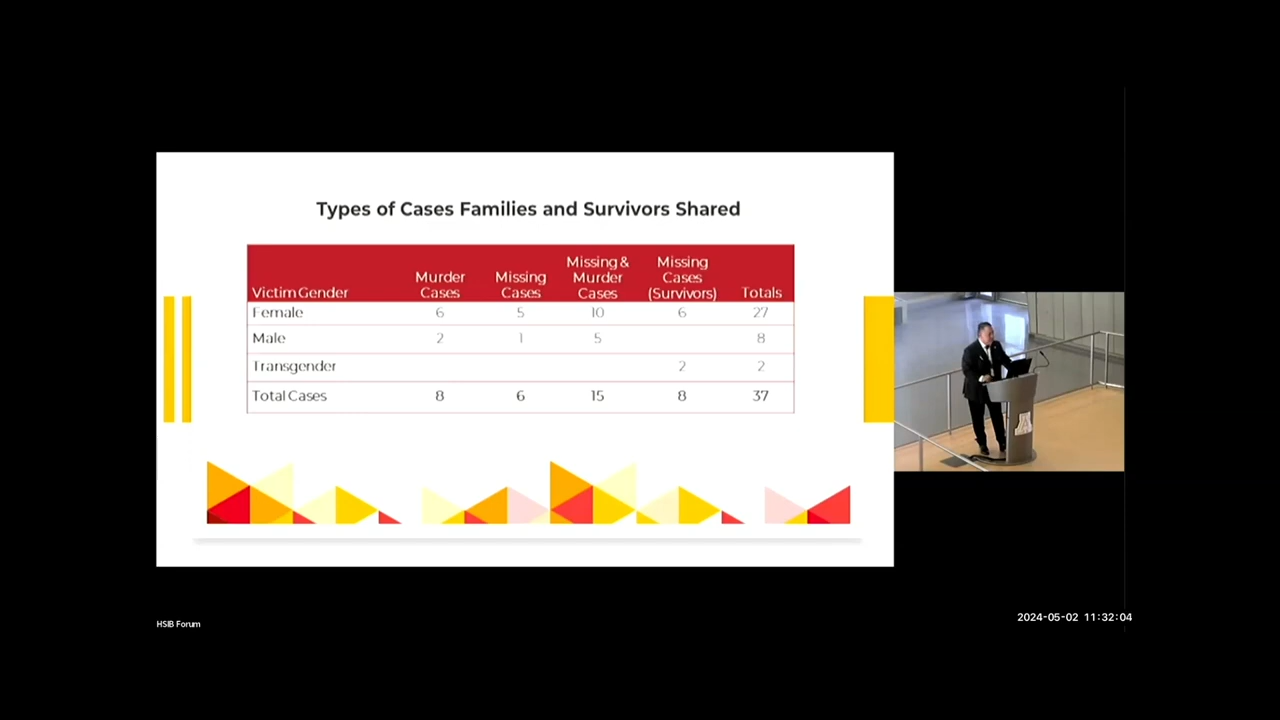 Types of Cases Families and Survivors Shared
Victim Gender Murder Cases Missing Cases Missing & Murder Cases Missing Cases (Survivors) Totals
Female 6 5 10 6 27
Male 2 1 5 8
Transgender 2 2
Total Cases 8 6 15 8 37
A
HSIB Forum
2024-05-02 11:32:04